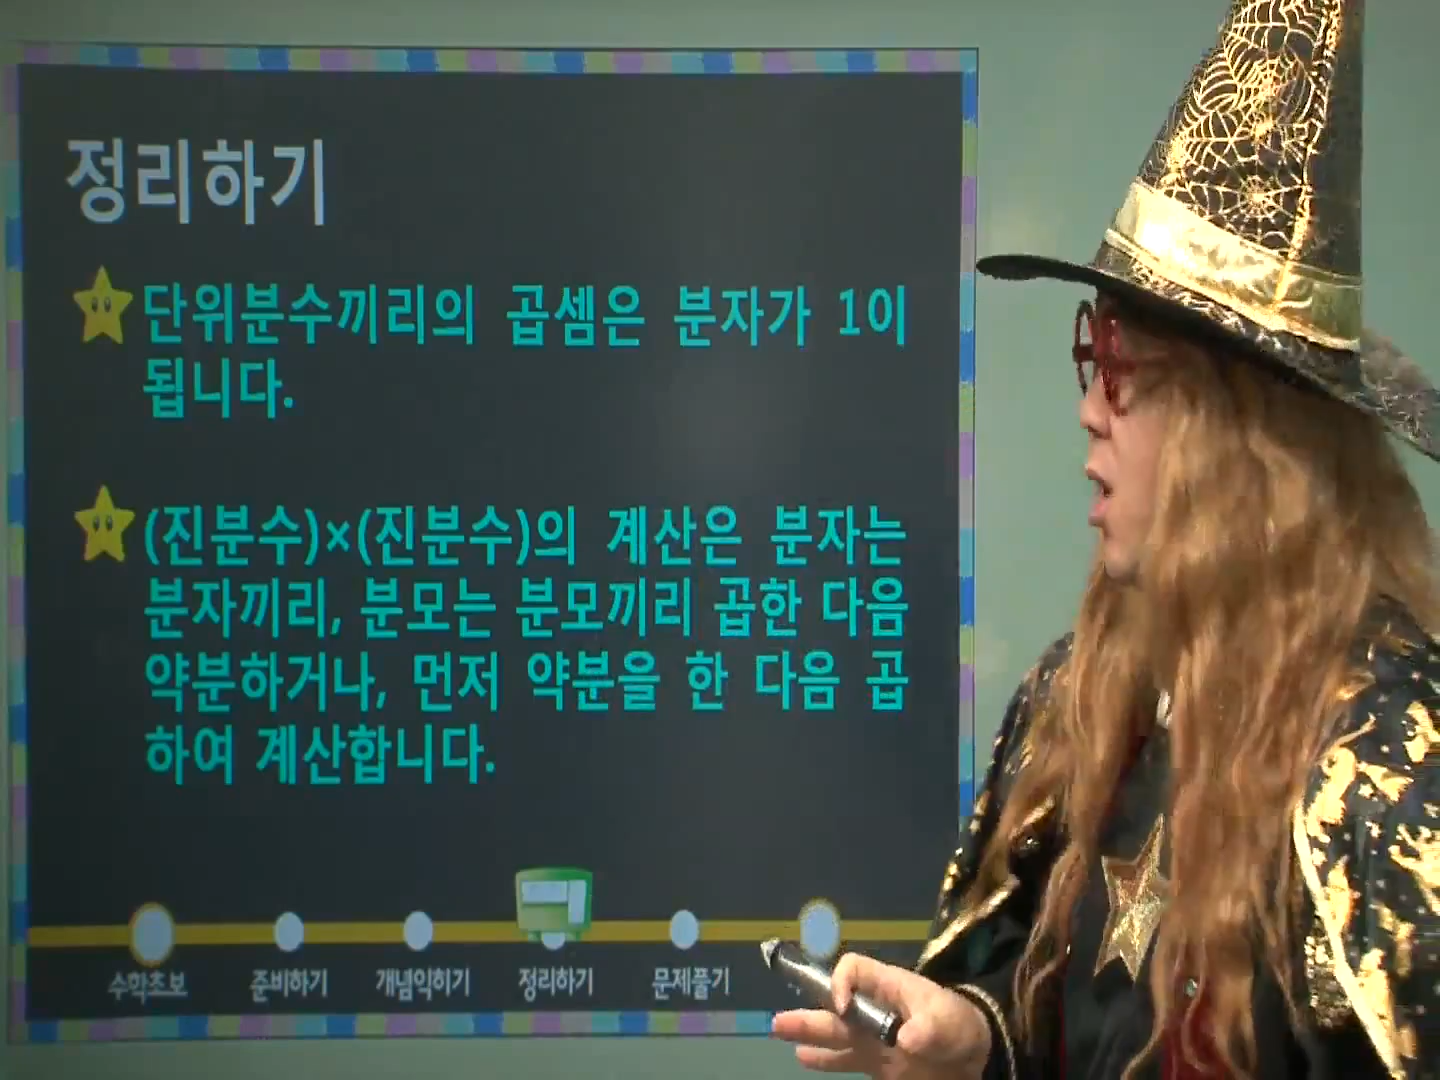 정리하기
단위분수끼리의 곱셈은 분자가 1이
됩니다.
(진분수)×(진분수)의 계산은 분자는
분자끼리, 분모는 분모끼리 곱한 다음
약분하거나, 먼저 약분을 한 다음 곱
하여 계산합니다.
수학초보
준비하기
개념익히기
정리하기
문제풀기